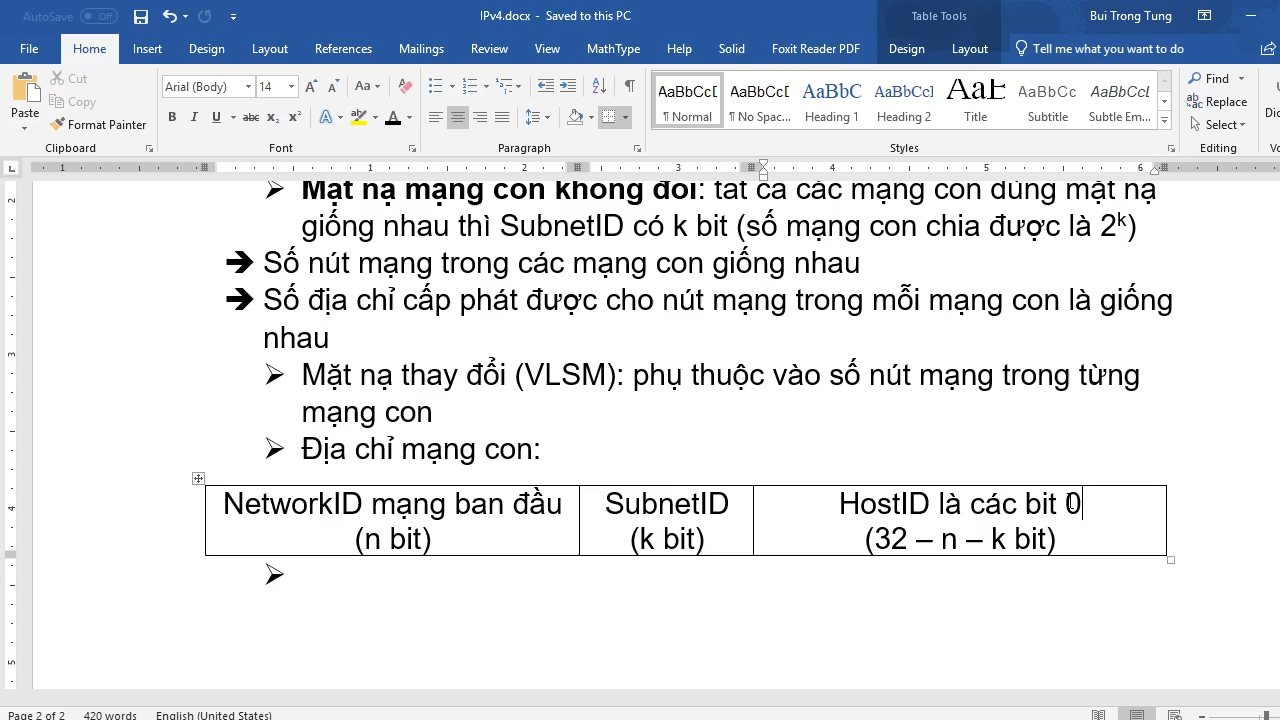 AutoSave Off IPv4.docx - Saved to this PC Table Tools Bui Trong Tung
File Home Insert Design Layout References Mailings Review View MathType Help Solid Foxit Reader PDF Design Layout Tell me what you want to do
Paste Cut Copy Format Painter
Arial (Body) 14
AaBbCcD ¶ Normal AaBbCcD ¶ No Spac... AaBbC Heading 1 AaBbCcI Heading 2 AaB Title AaBbCc Subtitle AaBbCcL Subtle Em...
Find Replace Select
Clipboard Font Paragraph Styles Editing
1 1 2 3 4 5 6
Mặt nạ mạng con không đổi: tất cả các mạng con dùng mặt nạ
giống nhau thì SubnetID có k bit (số mạng con chia được là 2ᵏ)
Số nút mạng trong các mạng con giống nhau
Số địa chỉ cấp phát được cho nút mạng trong mỗi mạng con là giống
nhau
Mặt nạ thay đổi (VLSM): phụ thuộc vào số nút mạng trong từng
mạng con
Địa chỉ mạng con:
NetworkID mạng ban đầu SubnetID HostID là các bit 0
(n bit) (k bit) (32 – n – k bit)
Page 2 of 2 420 words English (United States)